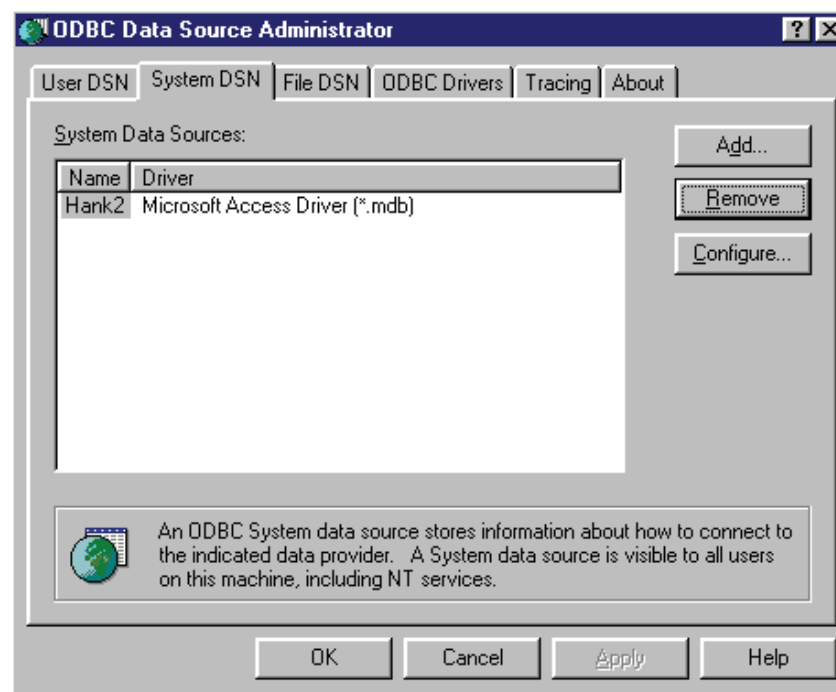 ODBC Data Source Administrator
User DSN System DSN File DSN ODBC Drivers Tracing About
System Data Sources:
Add...
Name Driver
Hank2 Microsoft Access Driver (*.mdb)
Remove
Configure...
An ODBC System data source stores information about how to connect to
the indicated data provider. A System data source is visible to all users
on this machine, including NT services.
OK Cancel Apply Help